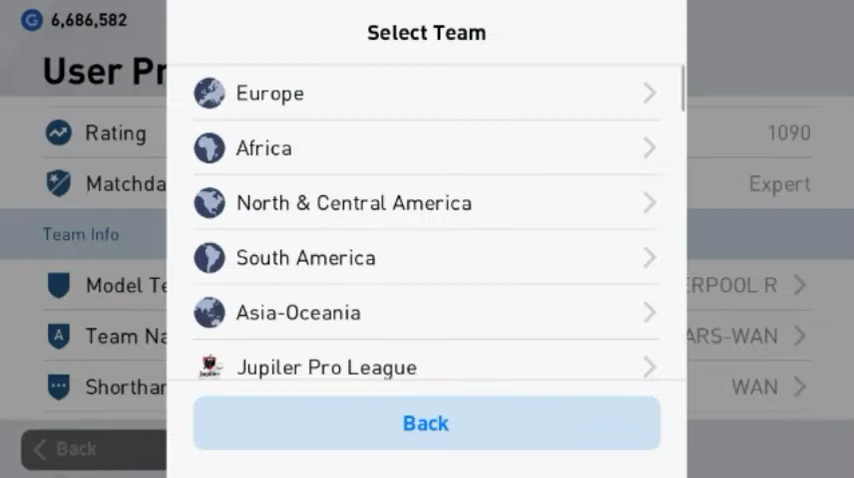 6,686,582
Select Team
User Pr
Europe
Rating
1090
Africa
Matchda
Expert
North & Central America
Team Info
South America
Model Te
ERPOOL R
Asia-Oceania
Team Na
ARS-WAN
Jupiler Pro League
Shorthan
WAN
Back
Back